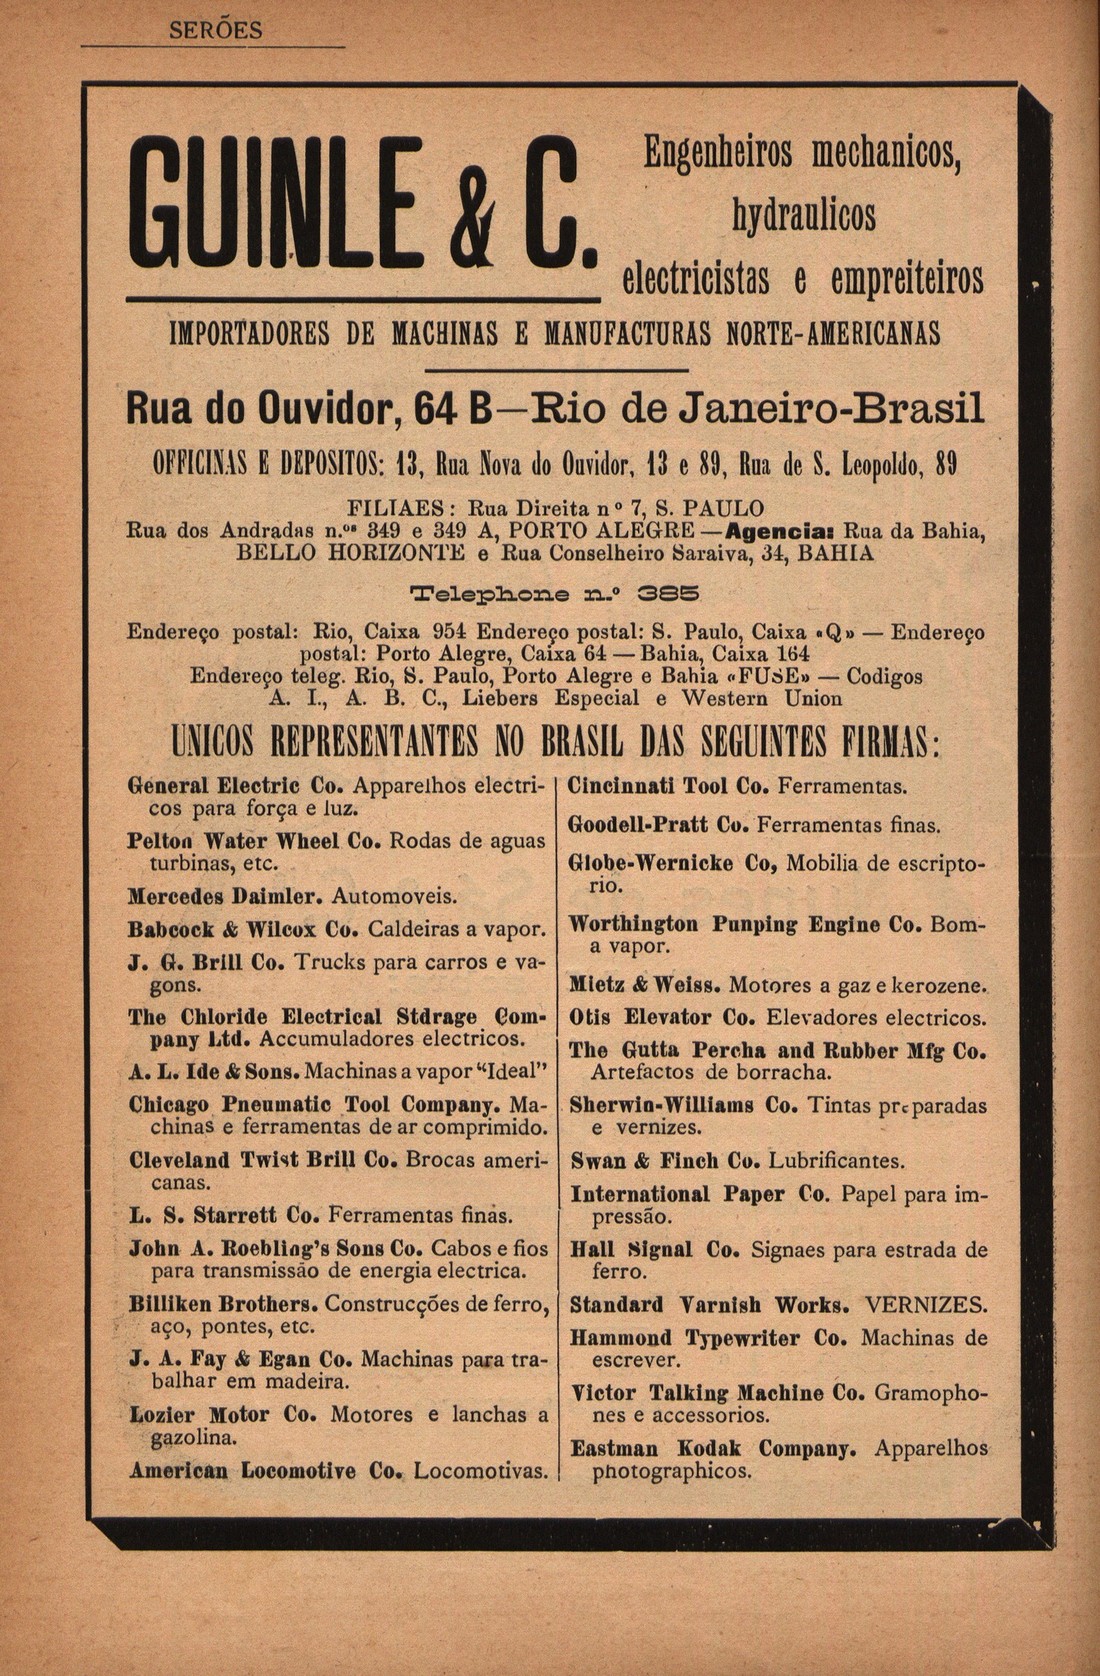 SERÕES
GUINLE & C.
Engenheiros mechanicos,
hydraulicos
electricistas e empreiteiros
IMPORTADORES DE MACHINAS E MANUFACTURAS NORTE-AMERICANAS
Rua do Ouvidor, 64 B—Rio de Janeiro-Brasil
OFFICINAS E DEPOSITOS: 13, Rua Nova do Ouvidor, 13 e 89, Rua de S. Leopoldo, 89
FILIAES: Rua Direita nº 7, S. PAULO
Rua dos Andradas n.ºˢ 349 e 349 A, PORTO ALEGRE—Agencia: Rua da Bahia,
BELLO HORIZONTE e Rua Conselheiro Saraiva, 34, BAHIA
Telephone n.º 385
Endereço postal: Rio, Caixa 954 Endereço postal: S. Paulo, Caixa «Q» — Endereço
postal: Porto Alegre, Caixa 64 — Bahia, Caixa 164
Endereço teleg. Rio, S. Paulo, Porto Alegre e Bahia «FUSE» — Codigos
A. I., A. B. C., Liebers Especial e Western Union
UNICOS REPRESENTANTES NO BRASIL DAS SEGUINTES FIRMAS:
General Electric Co. Apparelhos electri-
cos para força e luz.
Pelton Water Wheel Co. Rodas de aguas
turbinas, etc.
Mercedes Daimler. Automoveis.
Babcock & Wilcox Co. Caldeiras a vapor.
J. G. Brill Co. Trucks para carros e va-
gons.
The Chloride Electrical Stdrage Com-
pany Ltd. Accumuladores electricos.
A. L. Ide & Sons. Machinas a vapor "Ideal"
Chicago Pneumatic Tool Company. Ma-
chinas e ferramentas de ar comprimido.
Cleveland Twist Brill Co. Brocas ameri-
canas.
L. S. Starrett Co. Ferramentas finas.
John A. Roebling's Sons Co. Cabos e fios
para transmissão de energia electrica.
Billiken Brothers. Construcções de ferro,
aço, pontes, etc.
J. A. Fay & Egan Co. Machinas para tra-
balhar em madeira.
Lozier Motor Co. Motores e lanchas a
gazolina.
American Locomotive Co. Locomotivas.
Cincinnati Tool Co. Ferramentas.
Goodell-Pratt Co. Ferramentas finas.
Globe-Wernicke Co, Mobilia de escripto-
rio.
Worthington Punping Engine Co. Bom-
a vapor.
Mietz & Weiss. Motores a gaz e kerozene.
Otis Elevator Co. Elevadores electricos.
The Gutta Percha and Rubber Mfg Co.
Artefactos de borracha.
Sherwin-Williams Co. Tintas preparadas
e vernizes.
Swan & Finch Co. Lubrificantes.
International Paper Co. Papel para im-
pressão.
Hall Signal Co. Signaes para estrada de
ferro.
Standard Varnish Works. VERNIZES.
Hammond Typewriter Co. Machinas de
escrever.
Victor Talking Machine Co. Gramopho-
nes e accessorios.
Eastman Kodak Company. Apparelhos
photographicos.